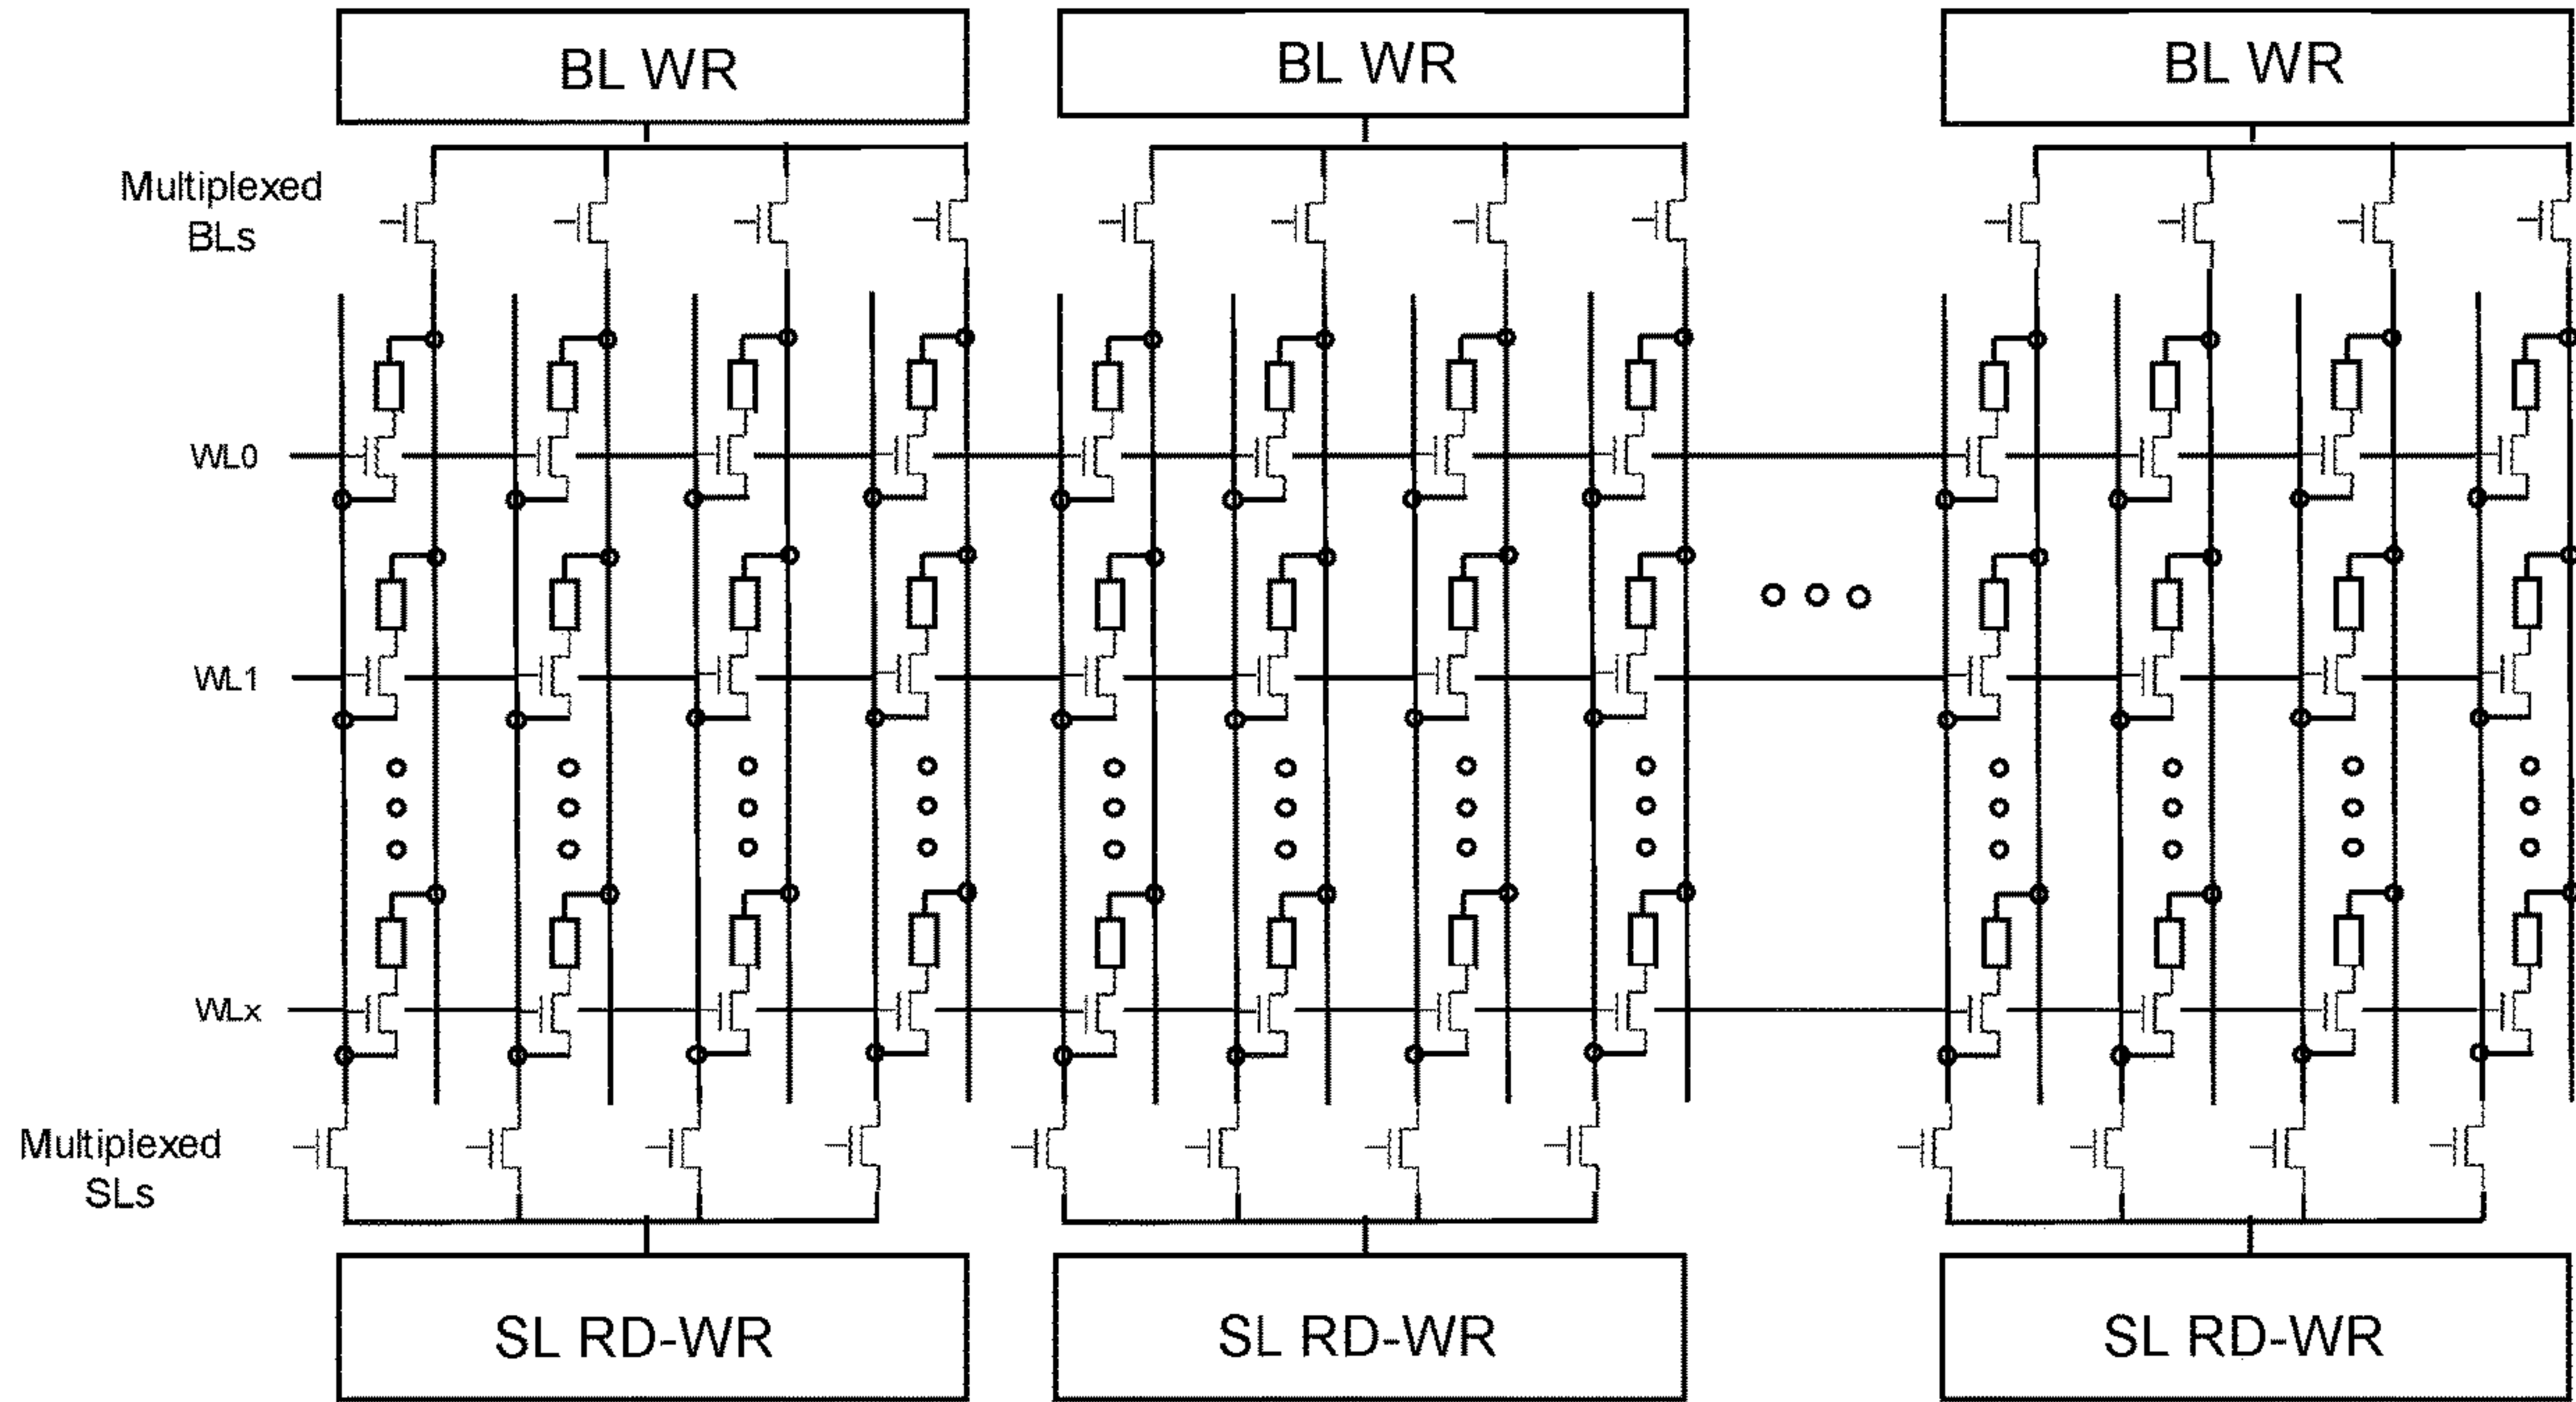 BL WR
BL WR
BL WR
Multiplexed
BLs
WL0
WL1
WLx
Multiplexed
SLs
SL RD-WR
SL RD-WR
SL RD-WR